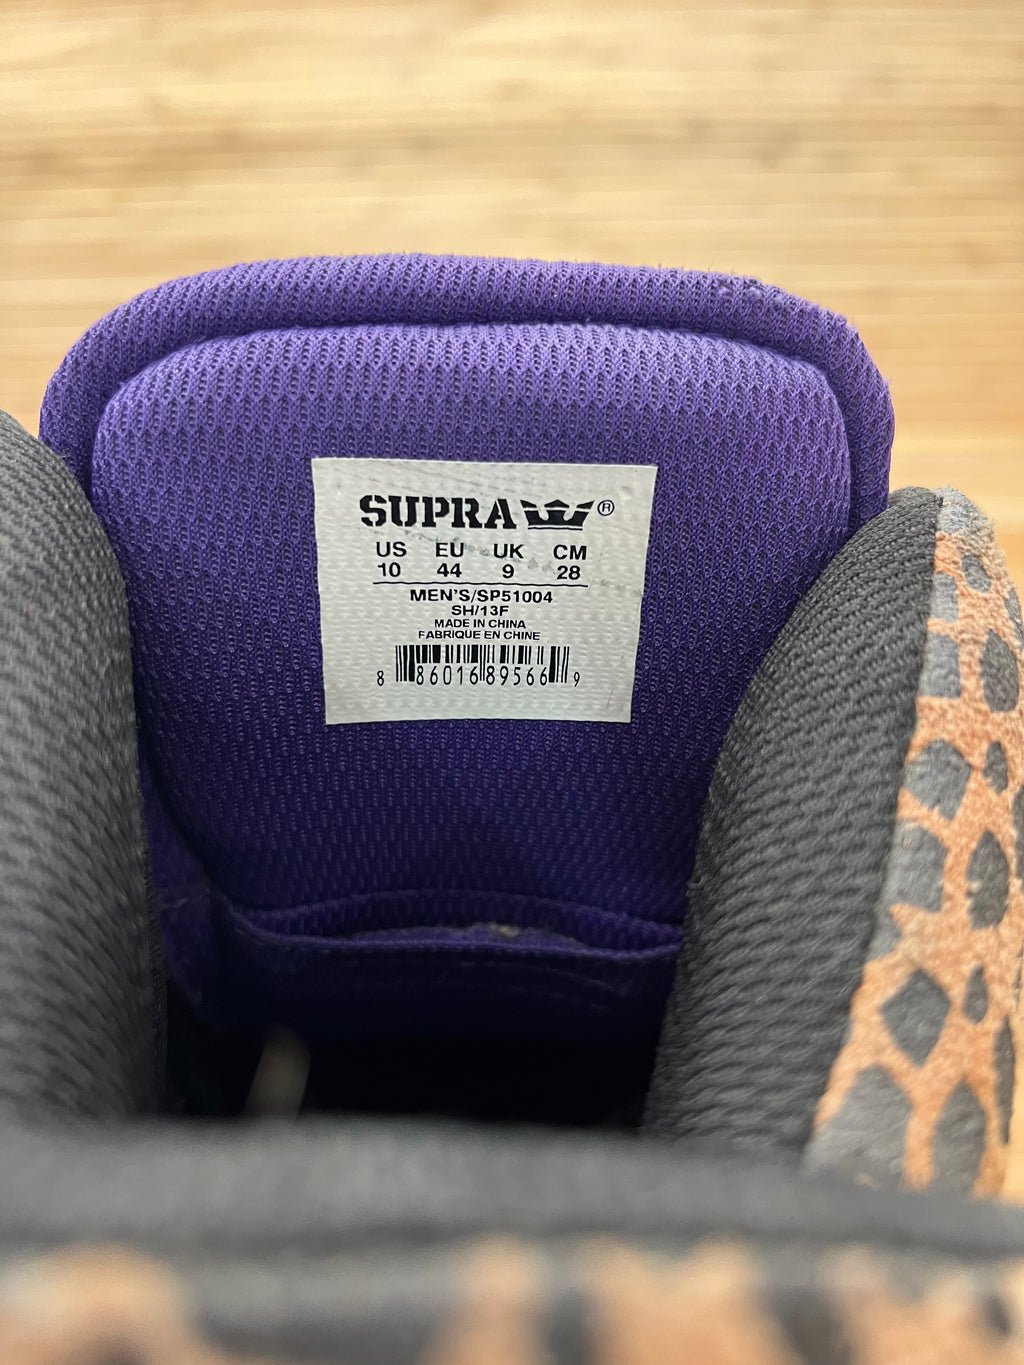 SUPRA ®
US EU UK CM
10 44 9 28
MEN'S/SP51004
SH/13F
MADE IN CHINA
FABRIQUE EN CHINE
8 86016 89566 9